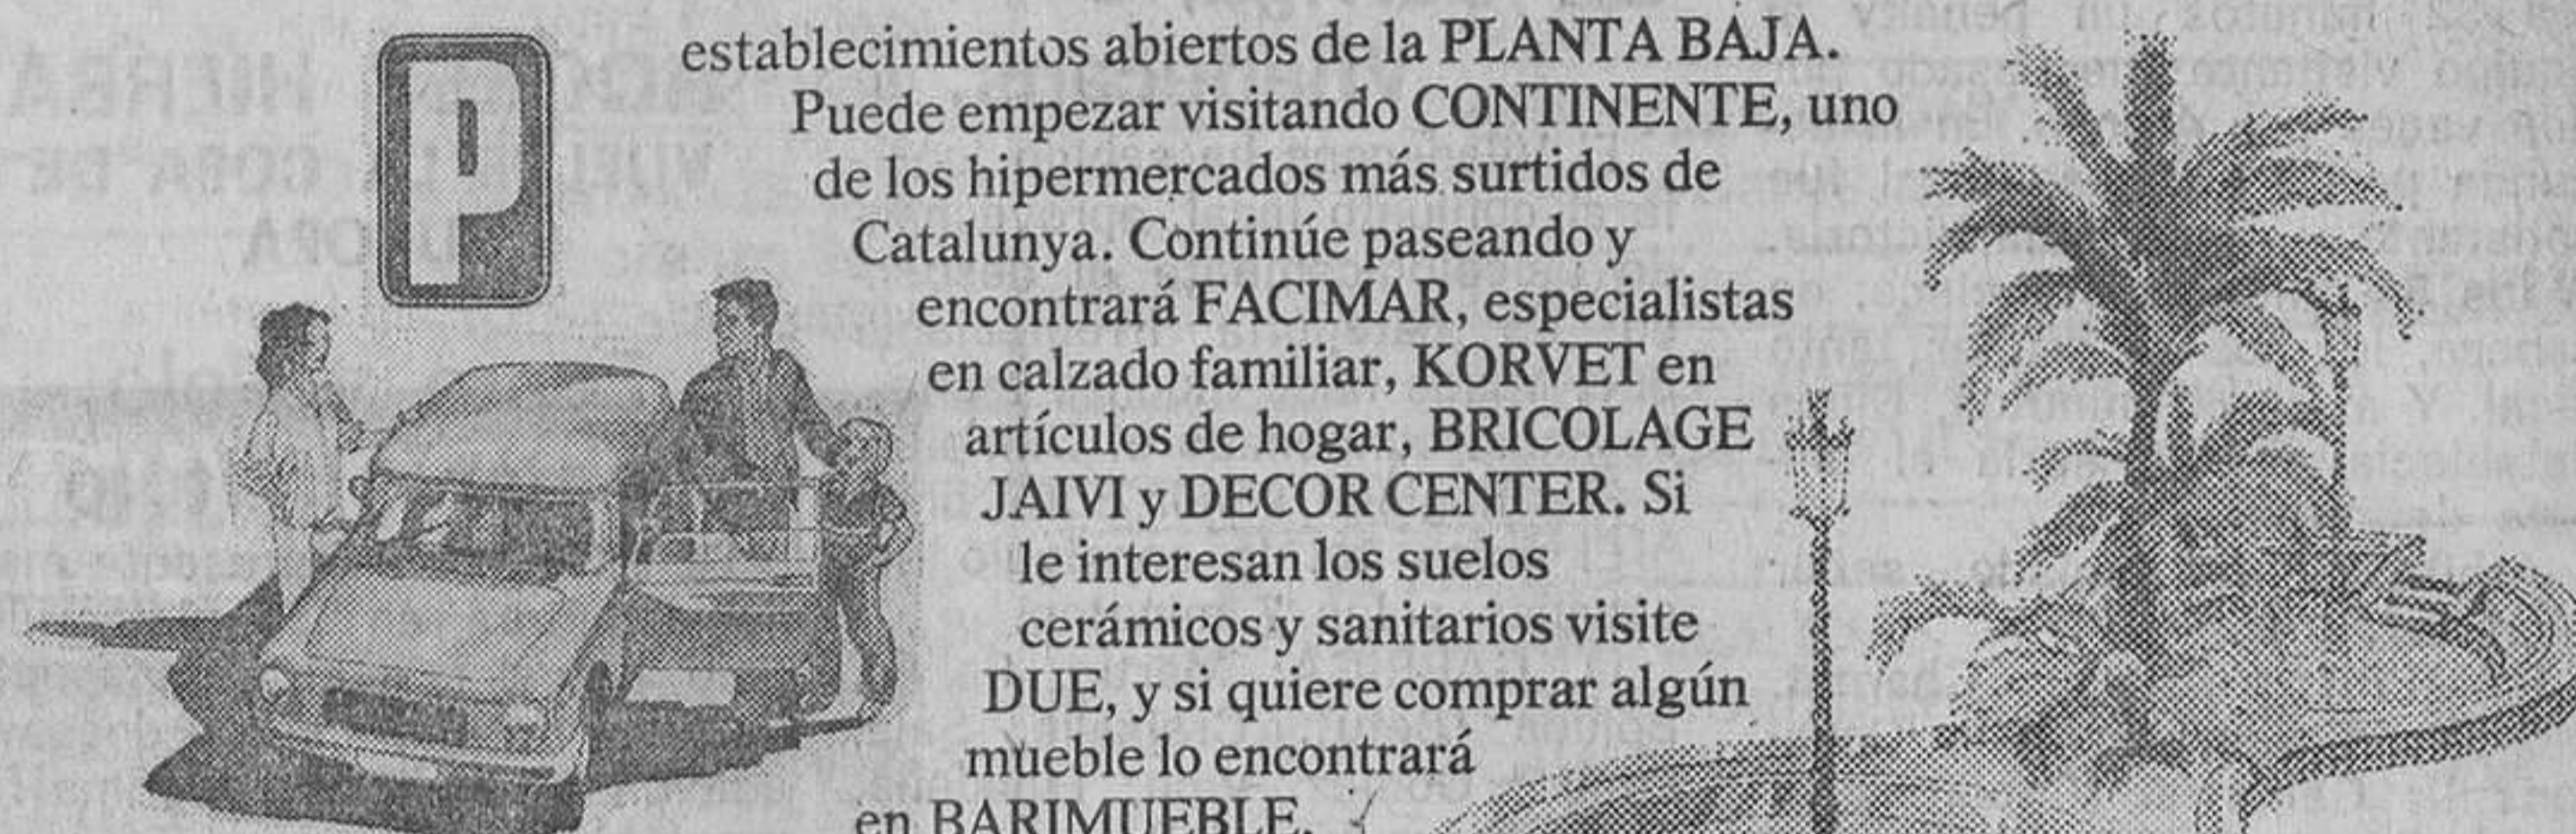 P
establecimientos abiertos de la PLANTA BAJA.
Puede empezar visitando CONTINENTE, uno
de los hipermercados más surtidos de
Catalunya. Continúe paseando y
encontrará FACIMAR, especialistas
en calzado familiar, KORVET en
artículos de hogar, BRICOLAGE
JAIVI y DECOR CENTER. Si
le interesan los suelos
cerámicos y sanitarios visite
DUE, y si quiere comprar algún
mueble lo encontrará
en BARIMUEBLE.